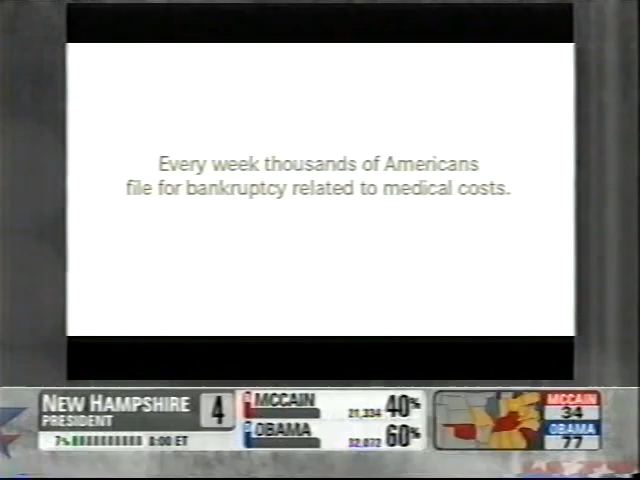 Every week thousands of Americans
file for bankruptcy related to medical costs.
NEW HAMPSHIRE
PRESIDENT
4
7% 8:00 ET
MCCAIN
21,334 40%
OBAMA
32,072 60%
MCCAIN
34
OBAMA
77